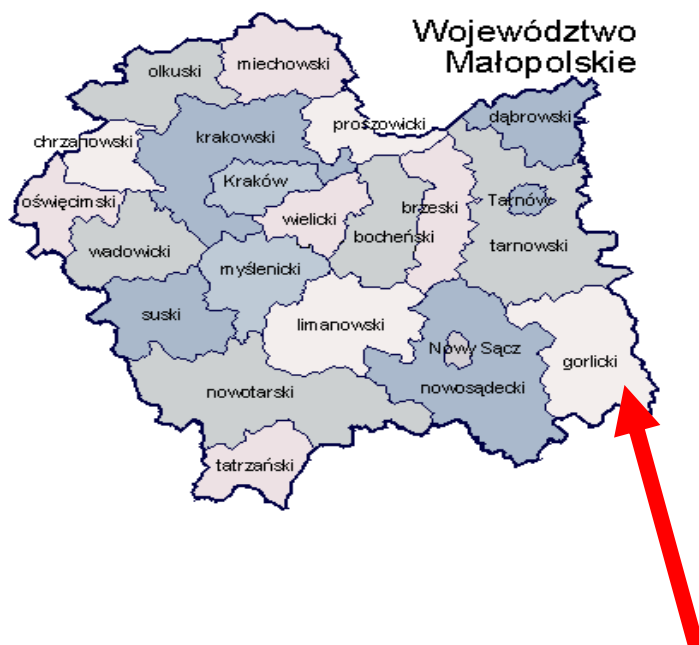 Województwo
Małopolskie
olkuski
miechowski
chrzanowski
krakowski
proszowicki
dąbrowski
oświęcimski
Kraków
wielicki
bocheński
brzeski
Tarnów
tarnowski
wadowicki
myślenicki
suski
limanowski
Nowy Sącz
gorlicki
nowotarski
nowosądecki
tatrzański